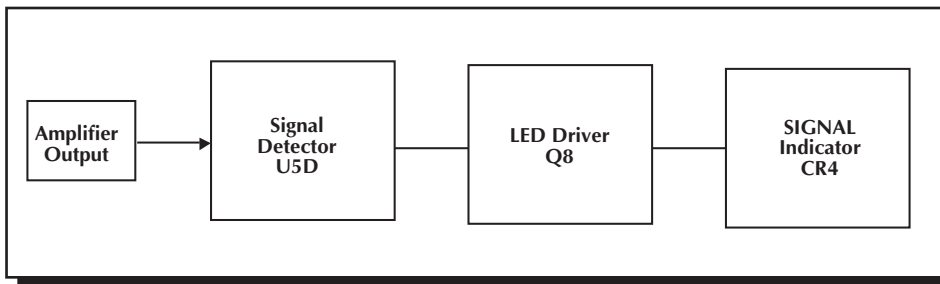 Amplifier
Output
Signal
Detector
U5D
LED Driver
Q8
SIGNAL
Indicator
CR4